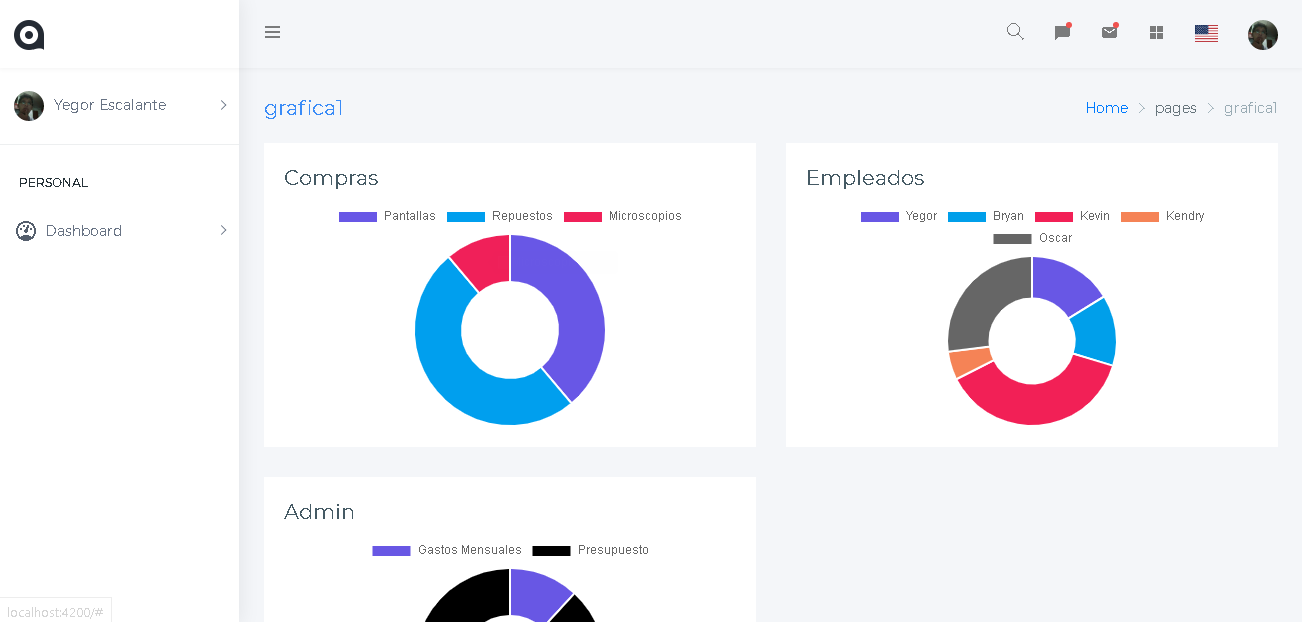 Yegor Escalante
PERSONAL
Dashboard
grafica1
Home
pages
grafica1
Compras
Pantallas Repuestos Microscopios
Empleados
Yegor Bryan Kevin Kendry
Oscar
Admin
Gastos Mensuales Presupuesto
localhost:4200/#